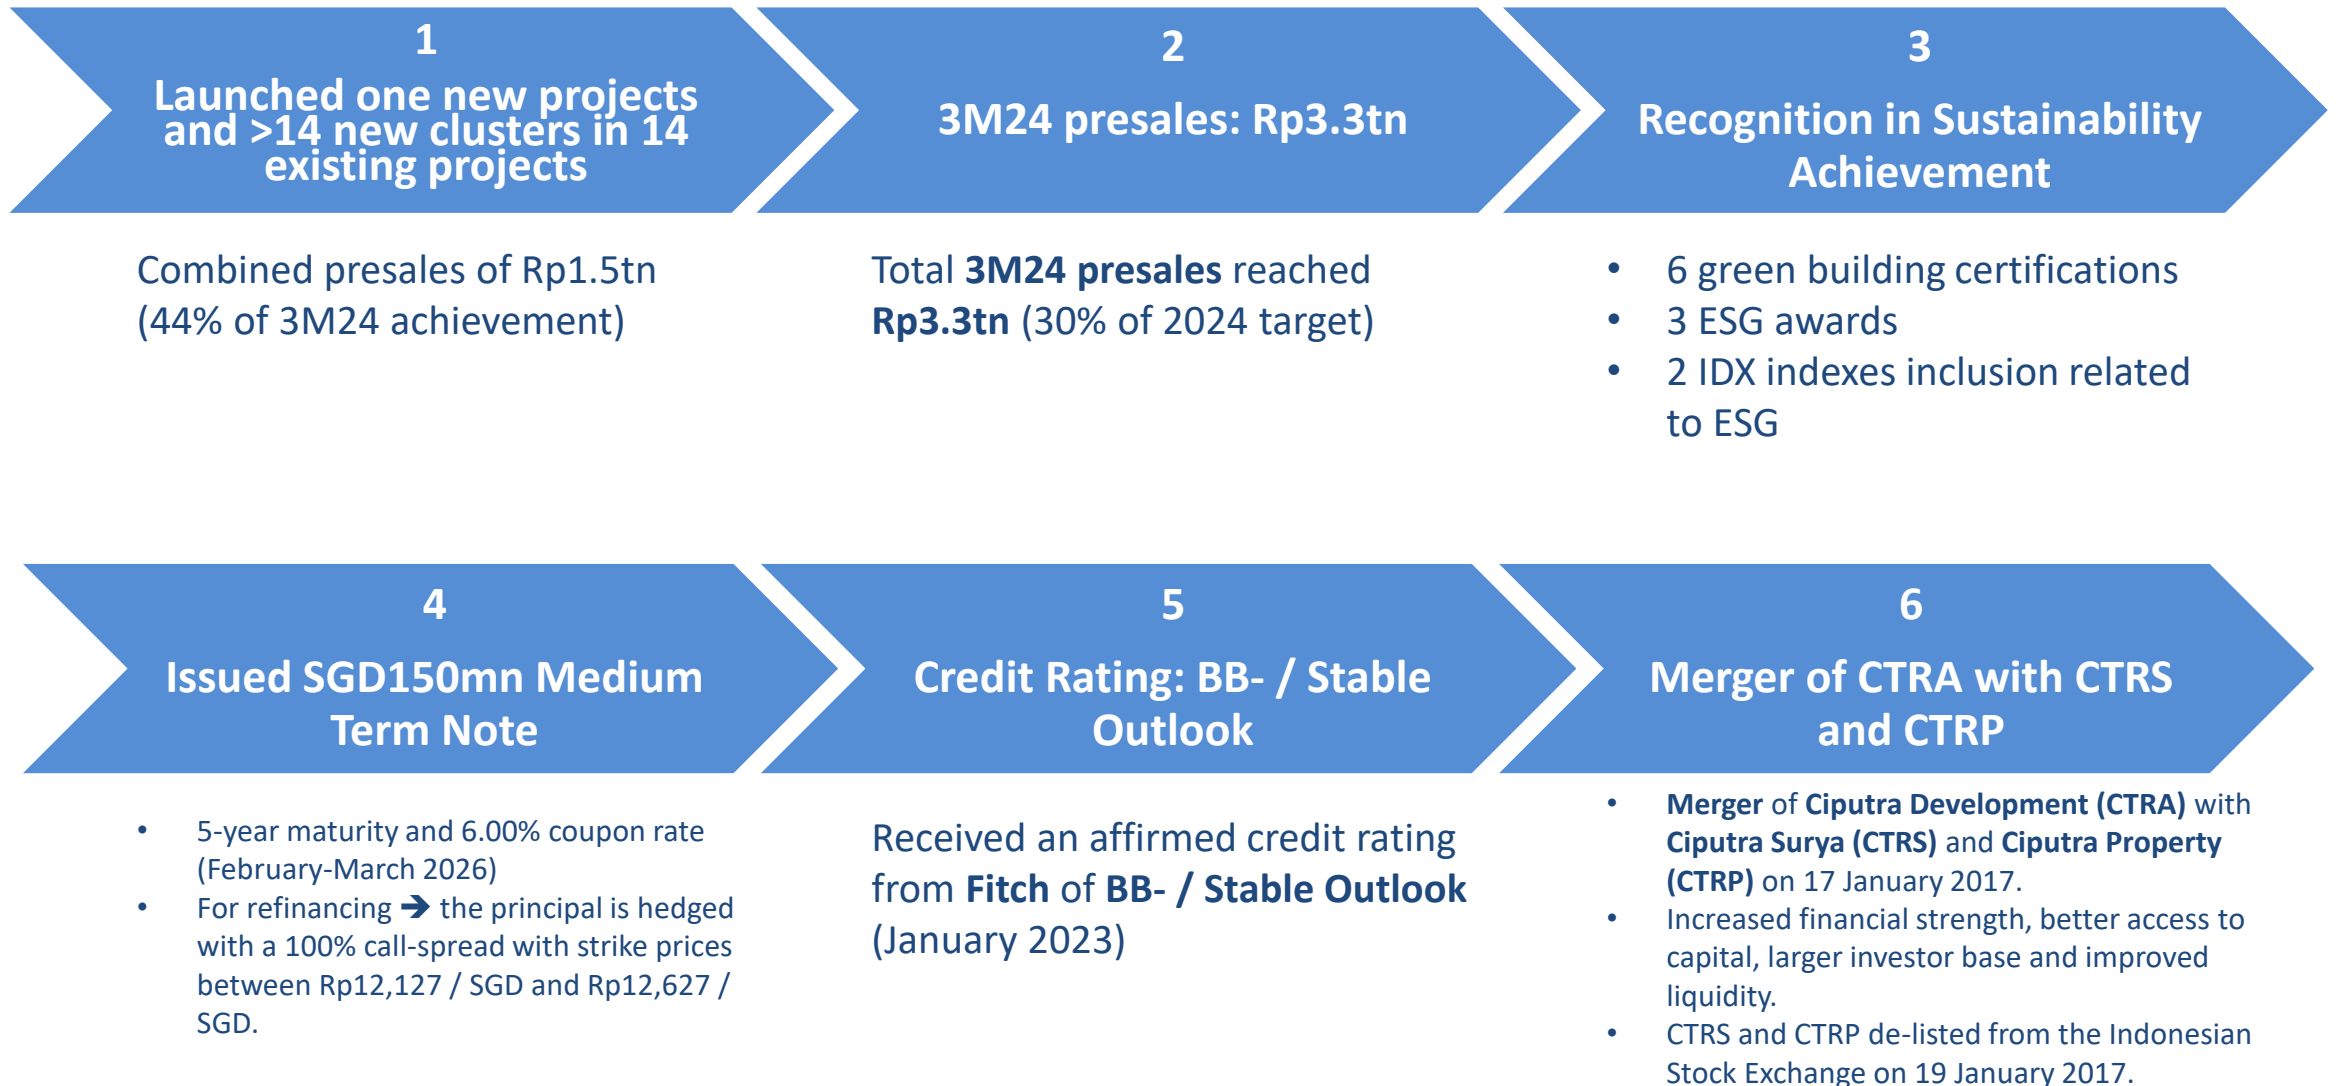 1
Launched one new projects
and >14 new clusters in 14
existing projects
Combined presales of Rp1.5tn
(44% of 3M24 achievement)
2
3M24 presales: Rp3.3tn
Total 3M24 presales reached
Rp3.3tn (30% of 2024 target)
3
Recognition in Sustainability
Achievement
• 6 green building certifications
• 3 ESG awards
• 2 IDX indexes inclusion related
to ESG
4
Issued SGD150mn Medium
Term Note
• 5-year maturity and 6.00% coupon rate
(February-March 2026)
• For refinancing ➔ the principal is hedged
with a 100% call-spread with strike prices
between Rp12,127 / SGD and Rp12,627 /
SGD.
5
Credit Rating: BB- / Stable
Outlook
Received an affirmed credit rating
from Fitch of BB- / Stable Outlook
(January 2023)
6
Merger of CTRA with CTRS
and CTRP
• Merger of Ciputra Development (CTRA) with
Ciputra Surya (CTRS) and Ciputra Property
(CTRP) on 17 January 2017.
• Increased financial strength, better access to
capital, larger investor base and improved
liquidity.
• CTRS and CTRP de-listed from the Indonesian
Stock Exchange on 19 January 2017.